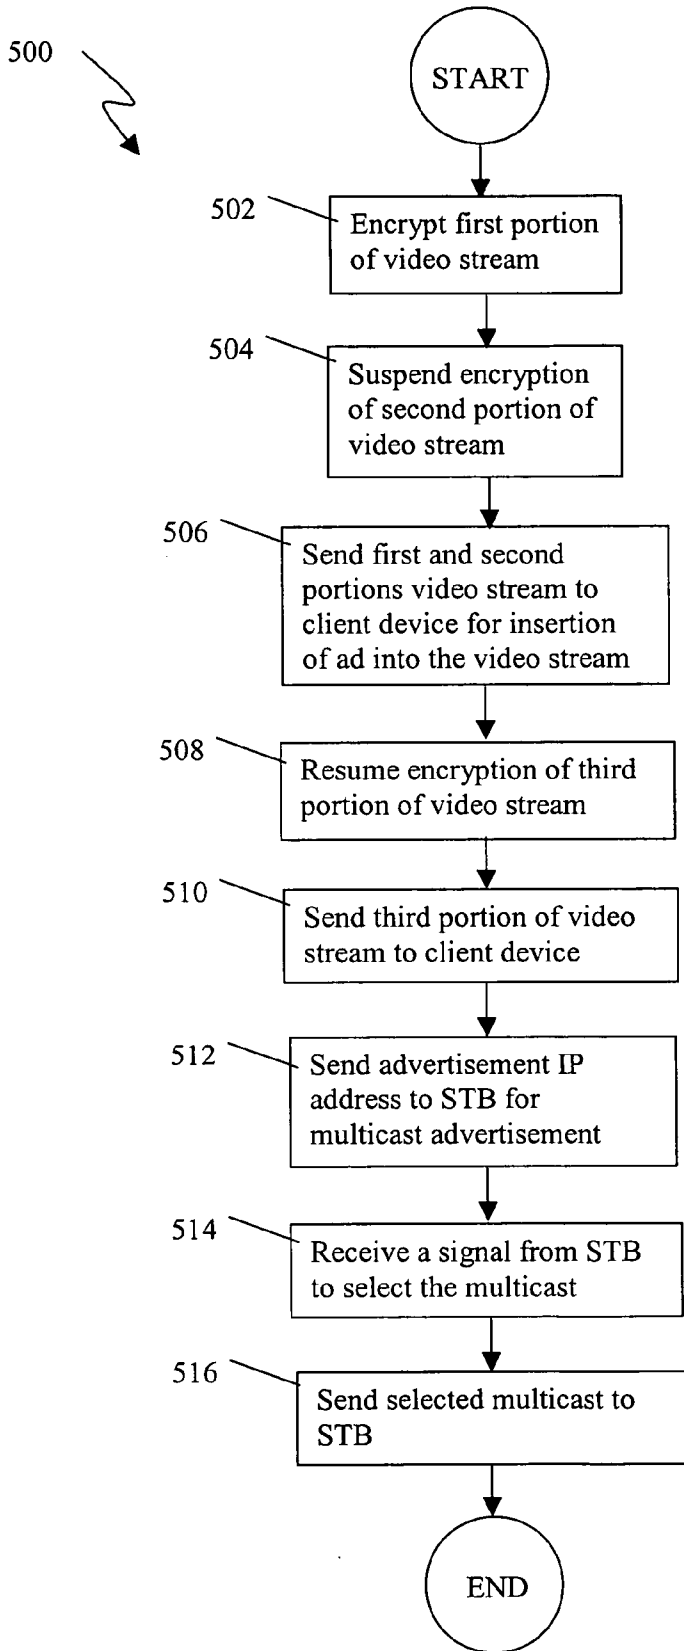 500
START
502
Encrypt first portion
of video stream
504
Suspend encryption
of second portion of
video stream
506
Send first and second
portions video stream to
client device for insertion
of ad into the video stream
508
Resume encryption of third
portion of video stream
510
Send third portion of video
stream to client device
512
Send advertisement IP
address to STB for
multicast advertisement
514
Receive a signal from STB
to select the multicast
516
Send selected multicast to
STB
END